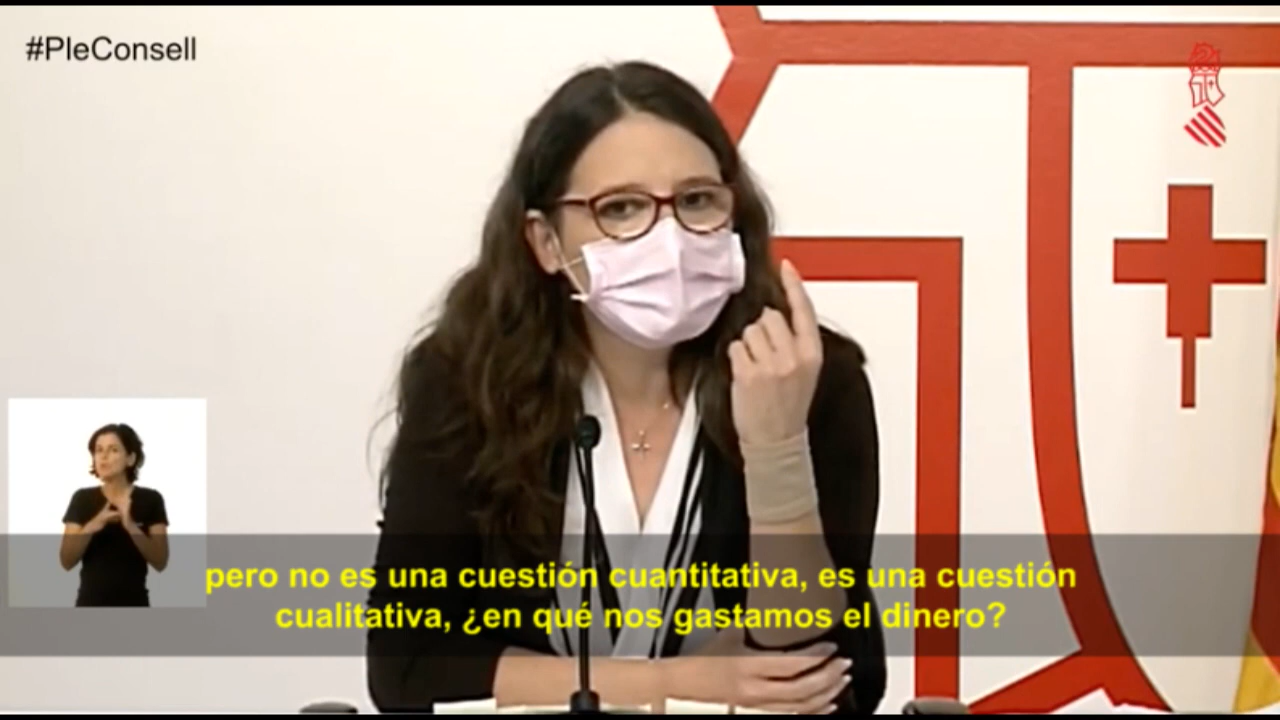 #PleConsell
pero no es una cuestión cuantitativa, es una cuestión
cualitativa, ¿en qué nos gastamos el dinero?